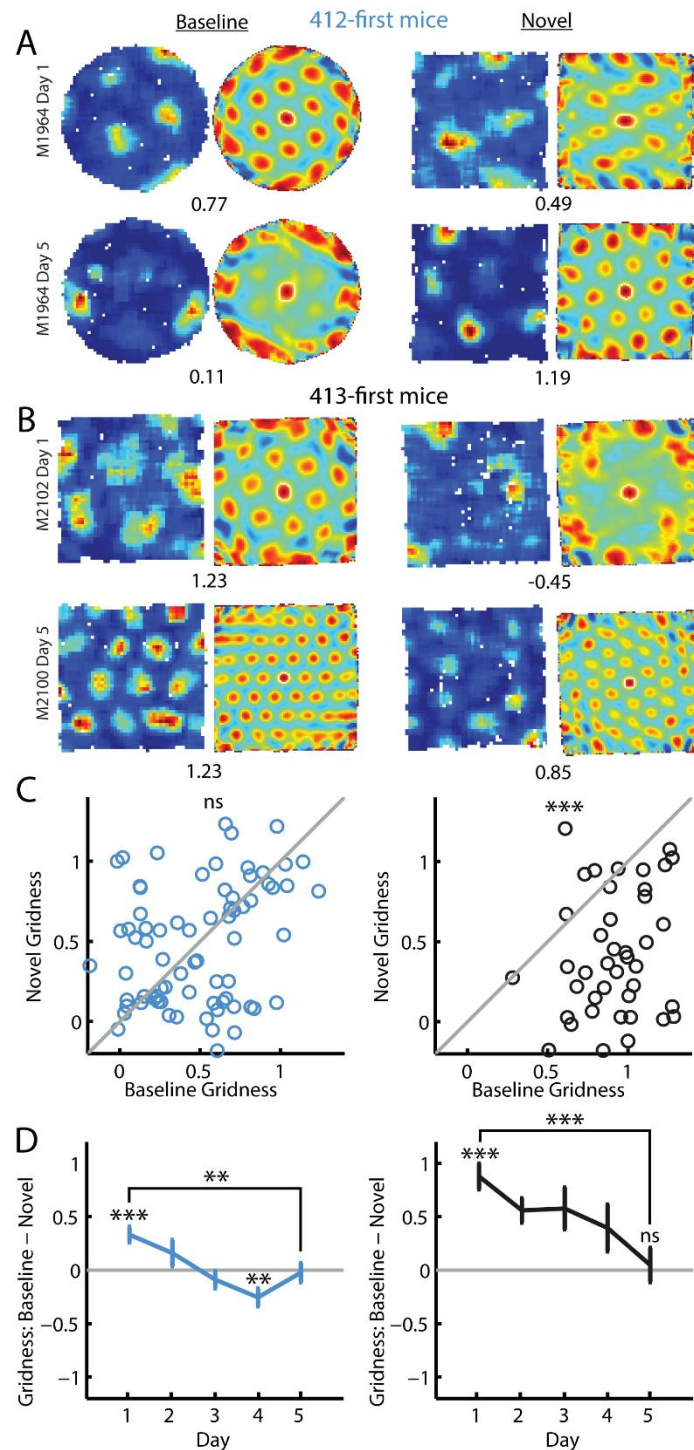 412-first mice
Baseline
Novel
A
M1964 Day 1
0.77
0.49
M1964 Day 5
0.11
1.19
413-first mice
B
M2102 Day 1
1.23
-0.45
M2100 Day 5
1.23
0.85
C
ns
***
Novel Gridness
1
0.5
0
0
0.5
1
Baseline Gridness
Novel Gridness
1
0.5
0
0
0.5
1
Baseline Gridness
D
Gridness: Baseline – Novel
1
0.5
0
−0.5
−1
***
**
**
1 2 3 4 5
Day
Gridness: Baseline – Novel
1
0.5
0
−0.5
−1
***
***
ns
1 2 3 4 5
Day